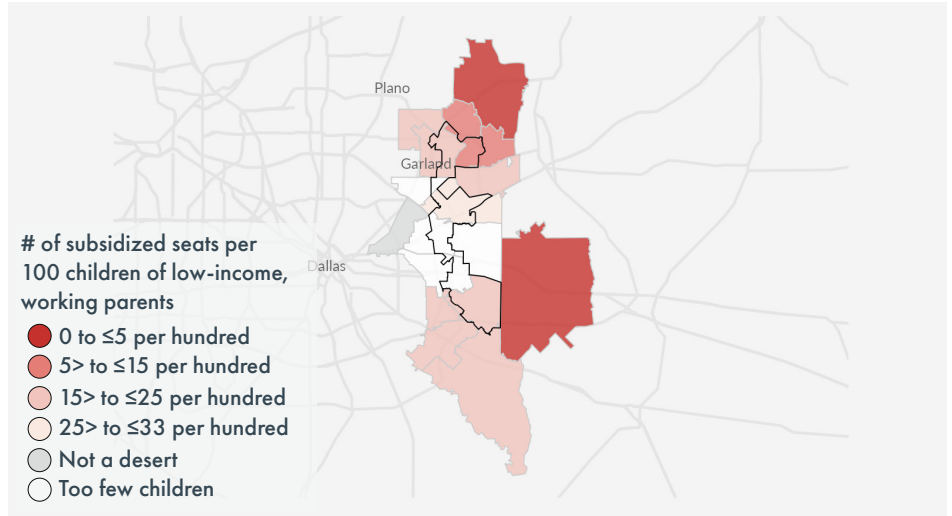 Plano
Garland
Dallas
# of subsidized seats per
100 children of low-income,
working parents
0 to ≤5 per hundred
5> to ≤15 per hundred
15> to ≤25 per hundred
25> to ≤33 per hundred
Not a desert
Too few children